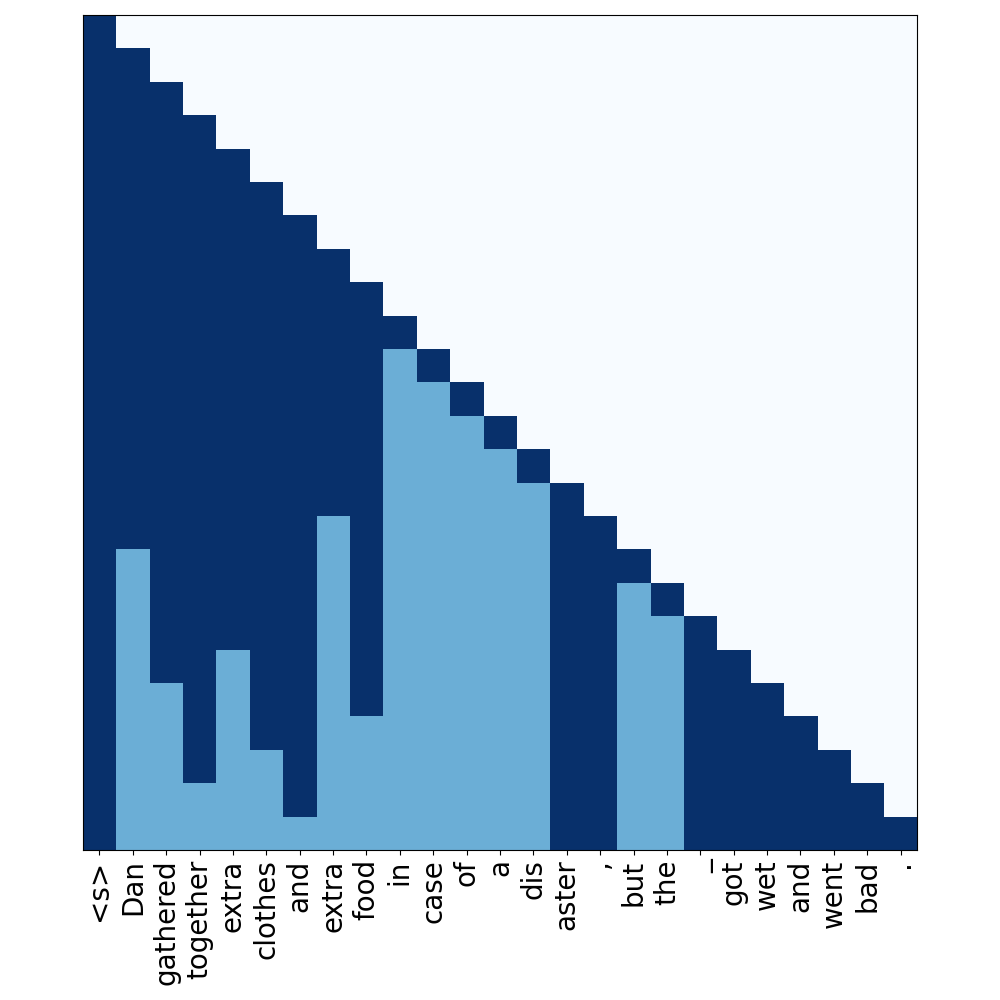 <s> Dan gathered together extra clothes and extra food in case of a dis aster , but the _ got wet and went bad .